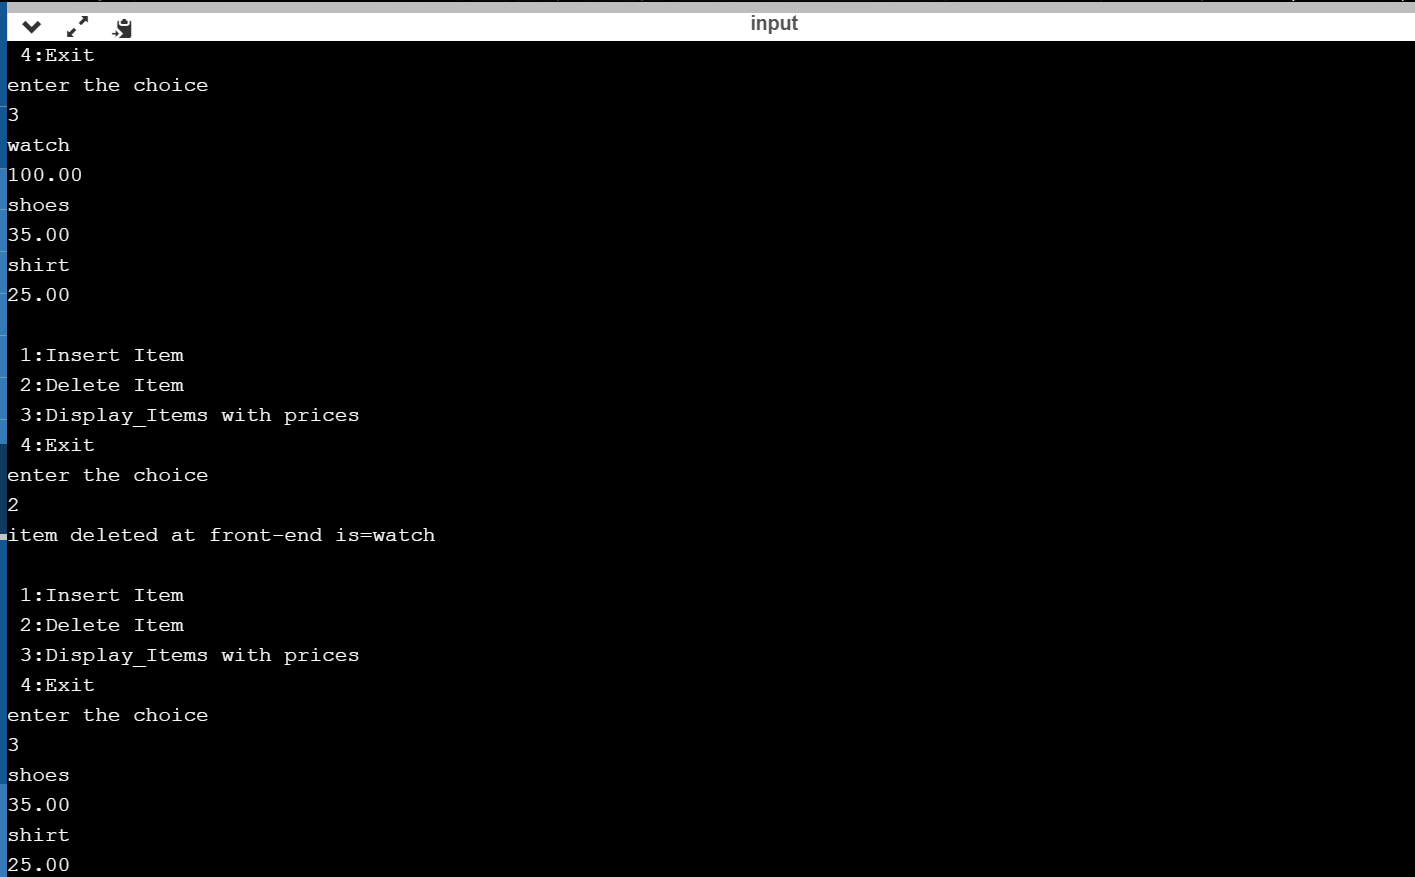 input
4:Exit
enter the choice
3
watch
100.00
shoes
35.00
shirt
25.00
1:Insert Item
2:Delete Item
3:Display_Items with prices
4:Exit
enter the choice
2
item deleted at front-end is=watch
1:Insert Item
2:Delete Item
3:Display_Items with prices
4:Exit
enter the choice
3
shoes
35.00
shirt
25.00